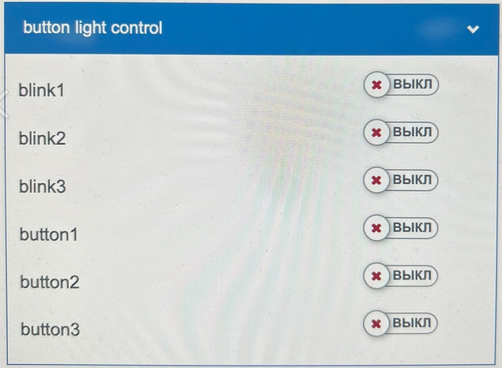 button light control
blink1 ВЫКЛ
blink2 ВЫКЛ
blink3 ВЫКЛ
button1 ВЫКЛ
button2 ВЫКЛ
button3 ВЫКЛ